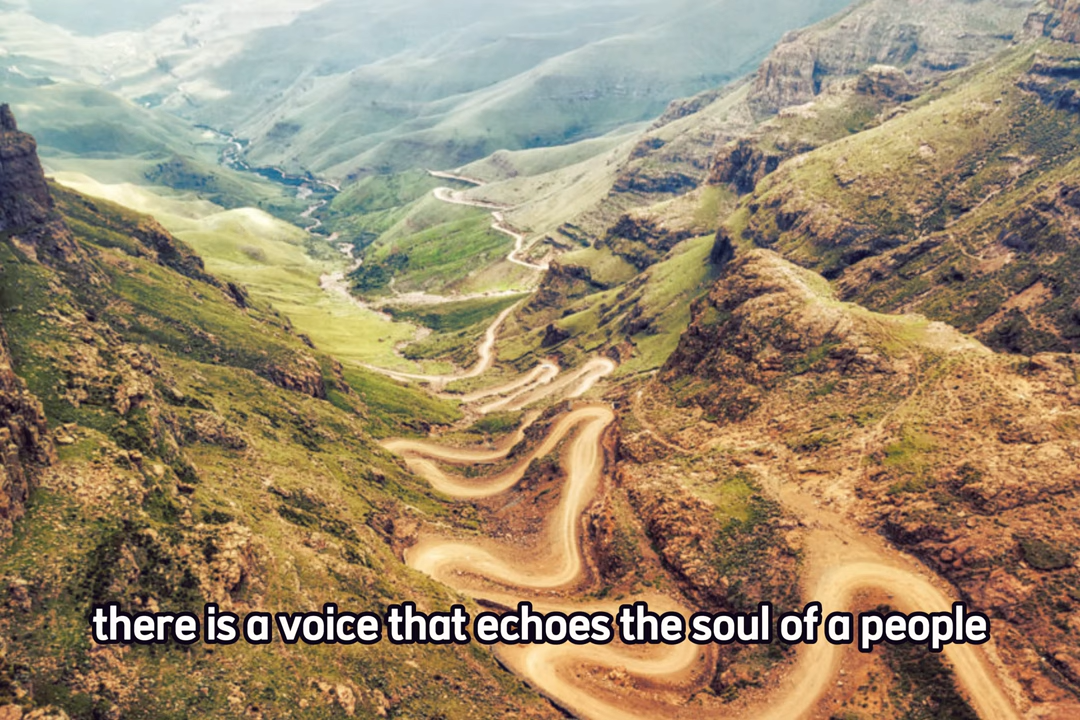 there is a voice that echoes the soul of a people